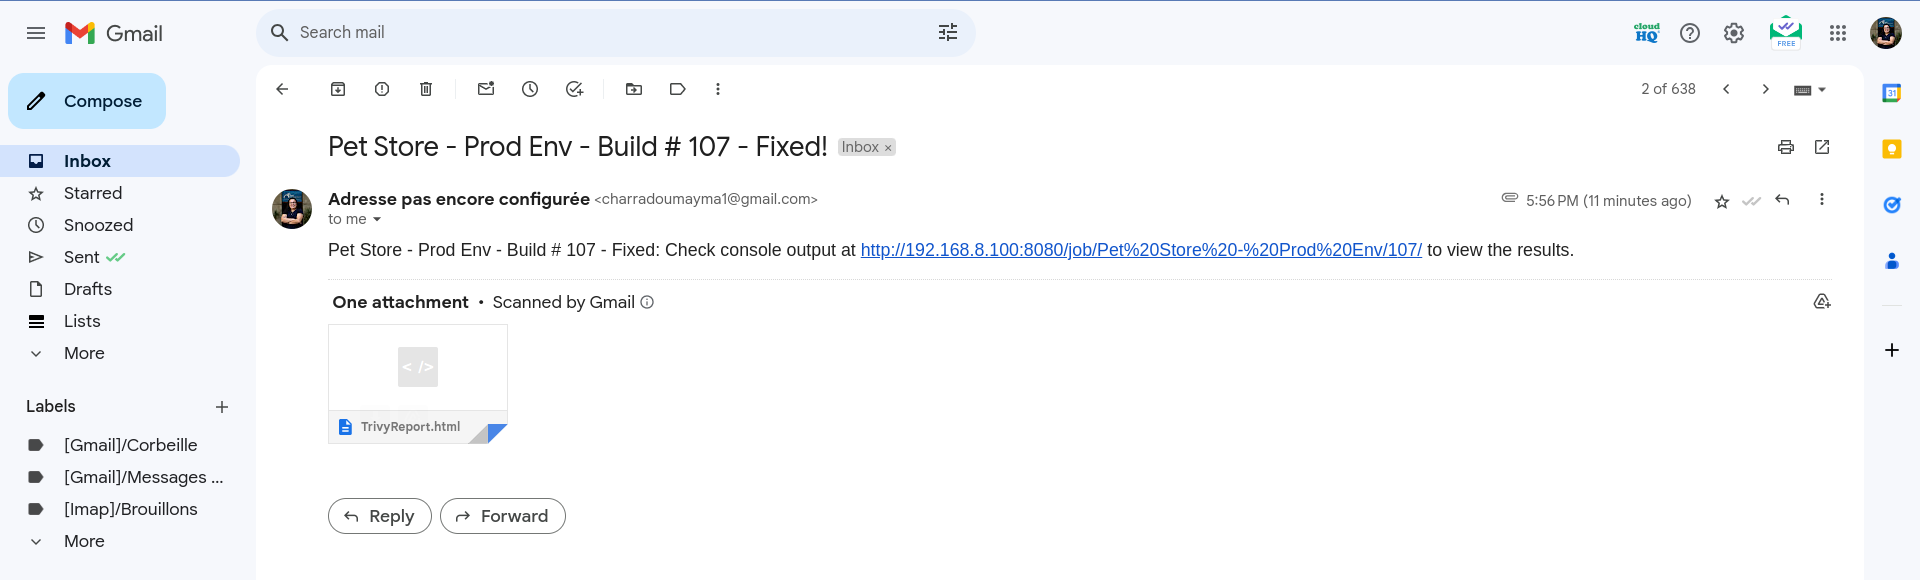 Gmail
Search mail
cloud
HQ
FREE
Compose
2 of 638
31
Inbox
Starred
Snoozed
Sent
Drafts
Lists
More
Labels
[Gmail]/Corbeille
[Gmail]/Messages ...
[Imap]/Brouillons
More
Pet Store - Prod Env - Build # 107 - Fixed! Inbox ×
Adresse pas encore configurée <charradoumayma1@gmail.com>
5:56 PM (11 minutes ago)
to me
Pet Store - Prod Env - Build # 107 - Fixed: Check console output at http://192.168.8.100:8080/job/Pet%20Store%20-%20Prod%20Env/107/ to view the results.
One attachment • Scanned by Gmail
< />
TrivyReport.html
Reply
Forward